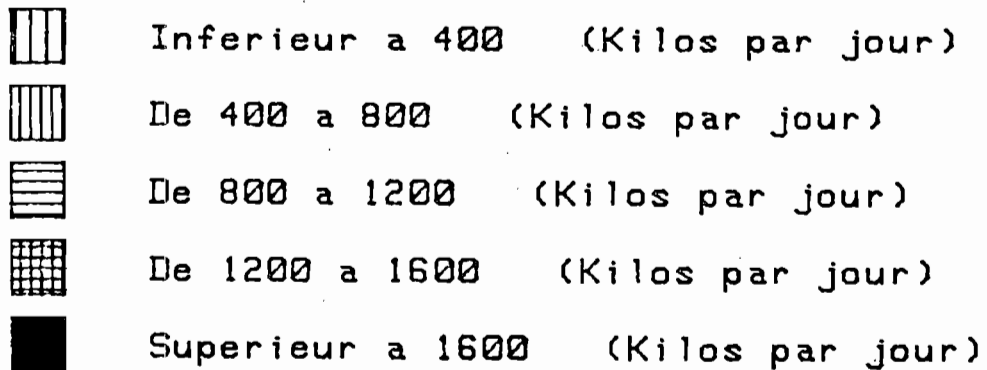 Inferieur a 400 (Kilos par jour)
De 400 a 800 (Kilos par jour)
De 800 a 1200 (Kilos par jour)
De 1200 a 1600 (Kilos par jour)
Superieur a 1600 (Kilos par jour)